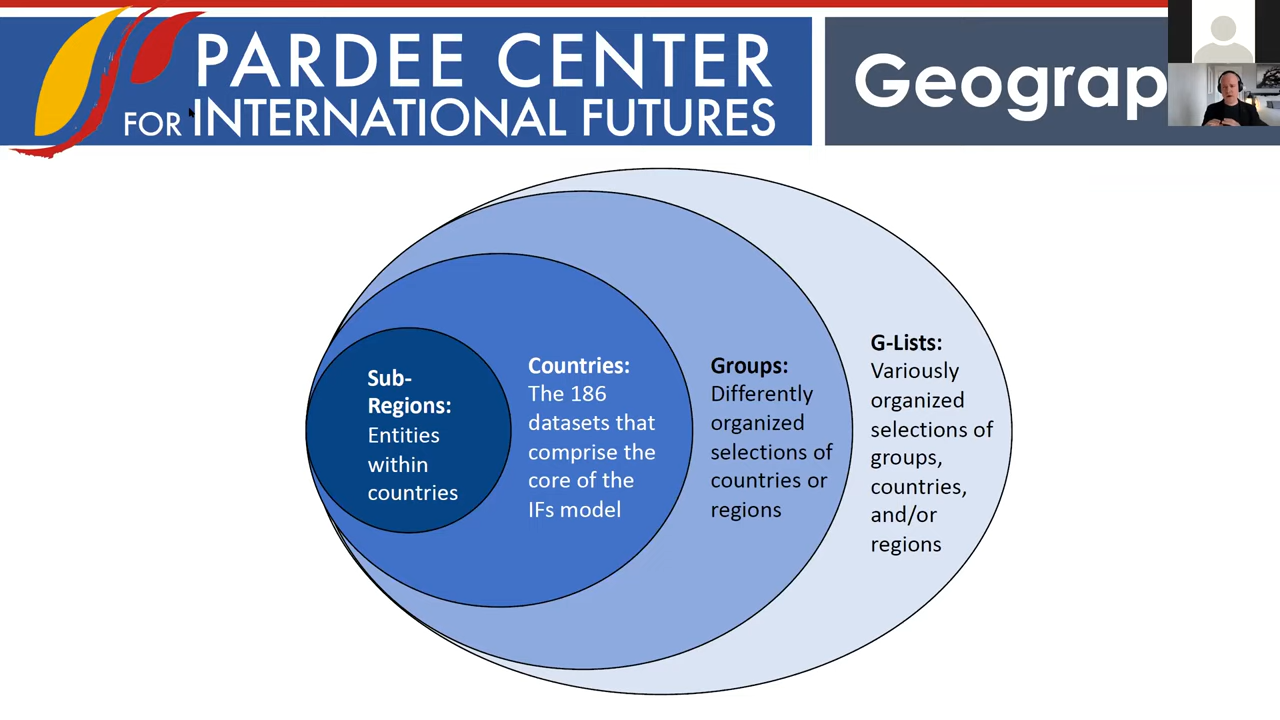 PARDEE CENTER
FOR INTERNATIONAL FUTURES
Geograp
Sub-
Regions:
Entities
within
countries
Countries:
The 186
datasets that
comprise the
core of the
IFs model
Groups:
Differently
organized
selections of
countries or
regions
G-Lists:
Variously
organized
selections of
groups,
countries,
and/or
regions